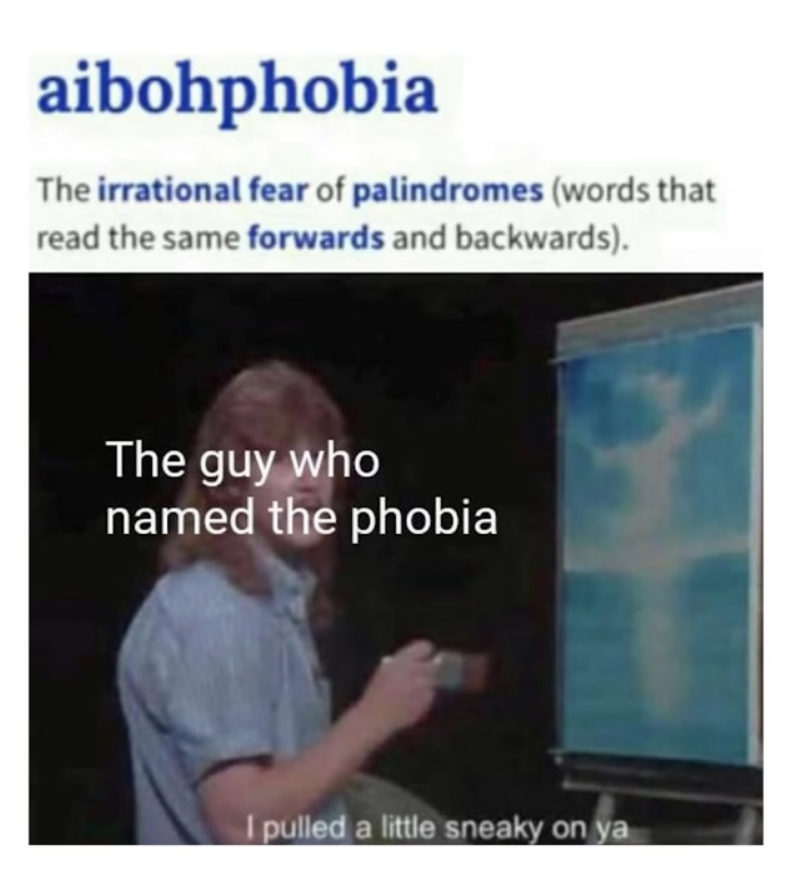 aibohphobia
The irrational fear of palindromes (words that
read the same forwards and backwards).
The guy who
named the phobia
I pulled a little sneaky on ya